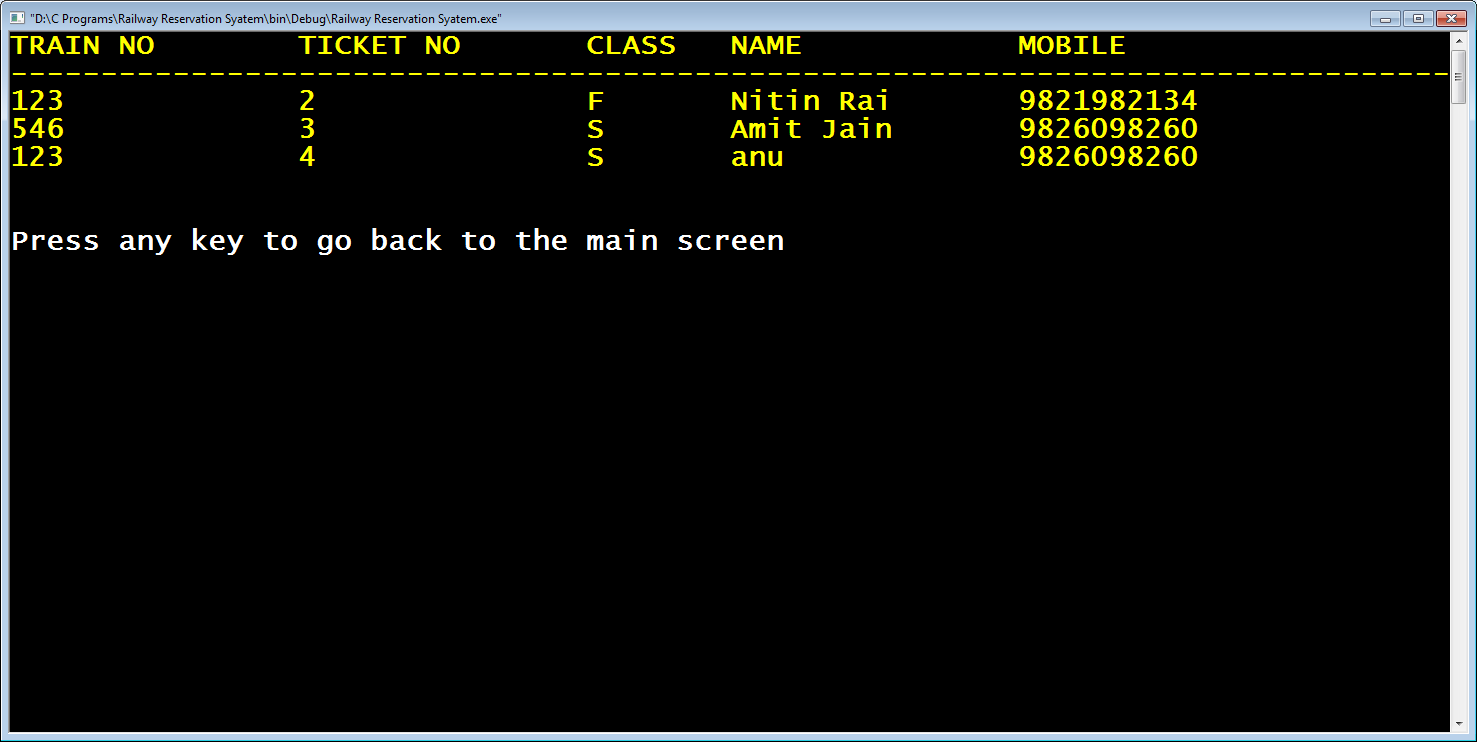 "D:\C Programs\Railway Reservation Syatem\bin\Debug\Railway Reservation Syatem.exe"
TRAIN NO TICKET NO CLASS NAME MOBILE
--------------------------------------------------------------------------------
123 2 F Nitin Rai 9821982134
546 3 S Amit Jain 9826098260
123 4 S anu 9826098260
Press any key to go back to the main screen